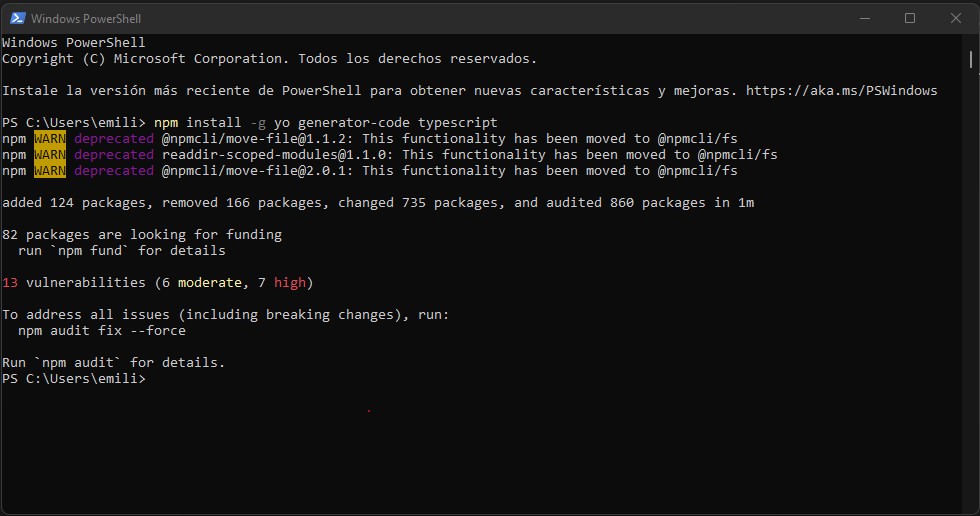 Windows PowerShell
Windows PowerShell
Copyright (C) Microsoft Corporation. Todos los derechos reservados.
Instale la versión más reciente de PowerShell para obtener nuevas características y mejoras. https://aka.ms/PSWindows
PS C:\Users\emili> npm install -g yo generator-code typescript
npm WARN deprecated @npmcli/move-file@1.1.2: This functionality has been moved to @npmcli/fs
npm WARN deprecated readdir-scoped-modules@1.1.0: This functionality has been moved to @npmcli/fs
npm WARN deprecated @npmcli/move-file@2.0.1: This functionality has been moved to @npmcli/fs
added 124 packages, removed 166 packages, changed 735 packages, and audited 860 packages in 1m
82 packages are looking for funding
run `npm fund` for details
13 vulnerabilities (6 moderate, 7 high)
To address all issues (including breaking changes), run:
npm audit fix --force
Run `npm audit` for details.
PS C:\Users\emili>